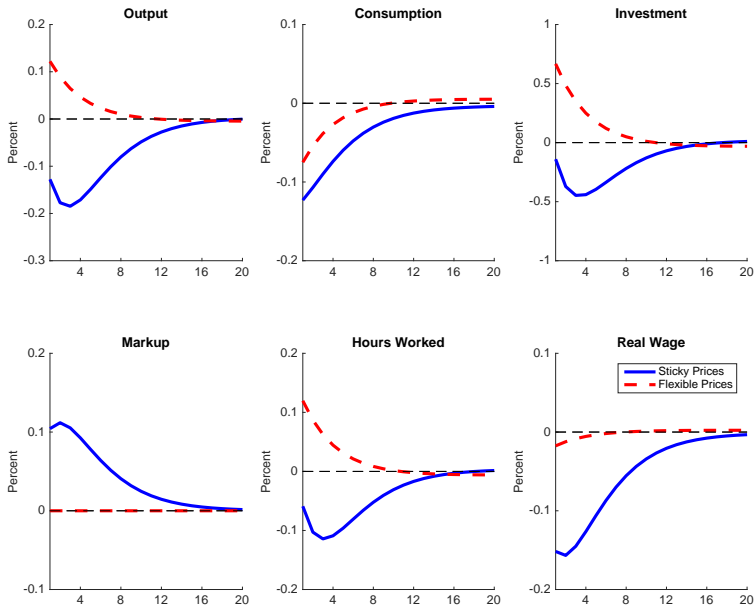 Output
Percent
0.2
0.1
0
-0.1
-0.2
-0.3
4 8 12 16 20
Consumption
Percent
0.1
0
-0.1
-0.2
4 8 12 16 20
Investment
Percent
1
0.5
0
-0.5
-1
4 8 12 16 20
Markup
Percent
0.2
0.1
0
-0.1
4 8 12 16 20
Hours Worked
Percent
0.2
0.1
0
-0.1
-0.2
4 8 12 16 20
Real Wage
Percent
0.1
0
-0.1
-0.2
4 8 12 16 20
Sticky Prices
Flexible Prices